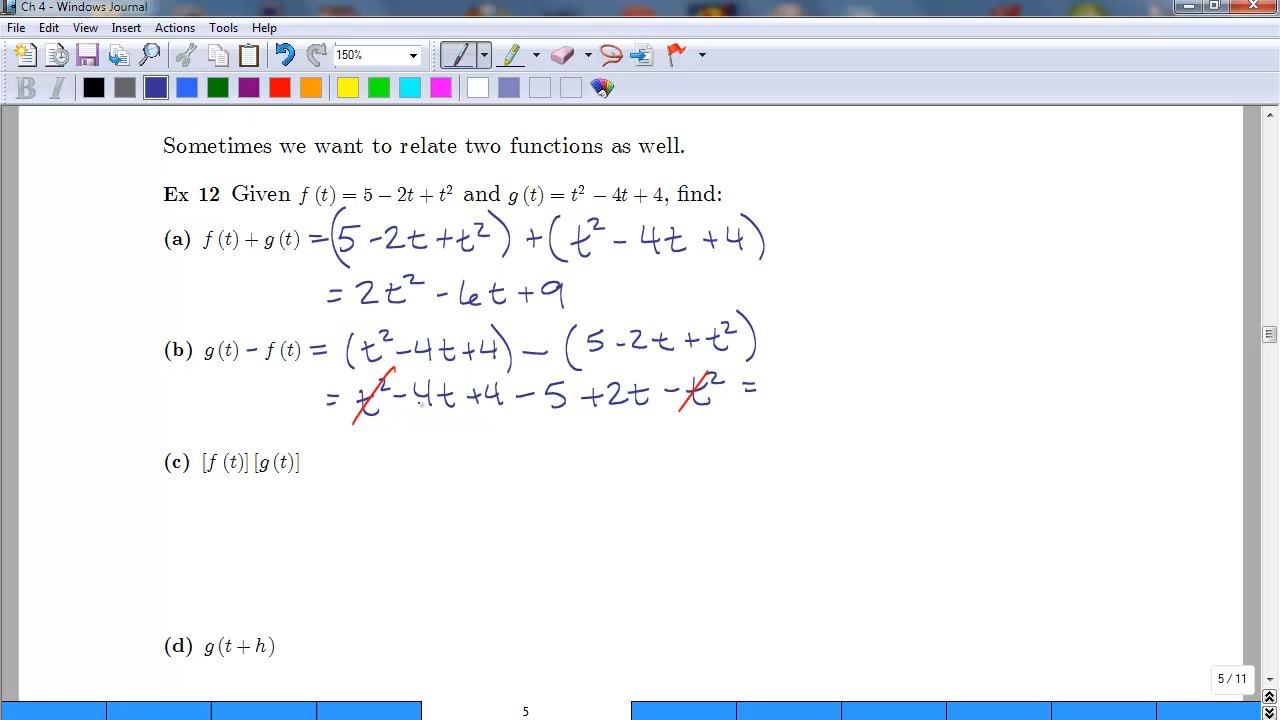 Ch 4 - Windows Journal
File Edit View Insert Actions Tools Help
150%
B I
Sometimes we want to relate two functions as well.
Ex 12 Given f (t) = 5 − 2t + t² and g (t) = t² − 4t + 4, find:
(a) f (t) + g (t) = (5 - 2t + t²) + (t² - 4t + 4)
= 2t² - 6t + 9
(b) g (t) − f (t) = (t² - 4t + 4) - (5 - 2t + t²)
= t² - 4t + 4 - 5 + 2t - t² =
(c) [f (t)] [g (t)]
(d) g (t + h)
5 / 11
5